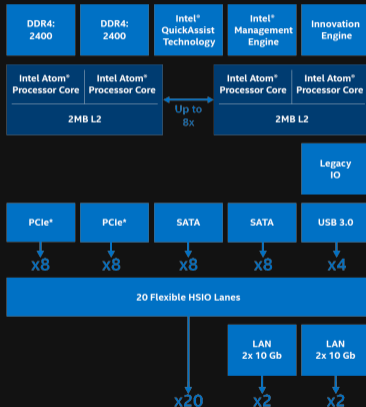 DDR4:
2400
DDR4:
2400
Intel®
QuickAssist
Technology
Intel®
Management
Engine
Innovation
Engine
Intel Atom®
Processor Core
Intel Atom®
Processor Core
2MB L2
Up to
8x
Intel Atom®
Processor Core
Intel Atom®
Processor Core
2MB L2
Legacy
IO
PCIe*
PCIe*
SATA
SATA
USB 3.0
x8
x8
x8
x8
x4
20 Flexible HSIO Lanes
LAN
2x 10 Gb
LAN
2x 10 Gb
x20
x2
x2